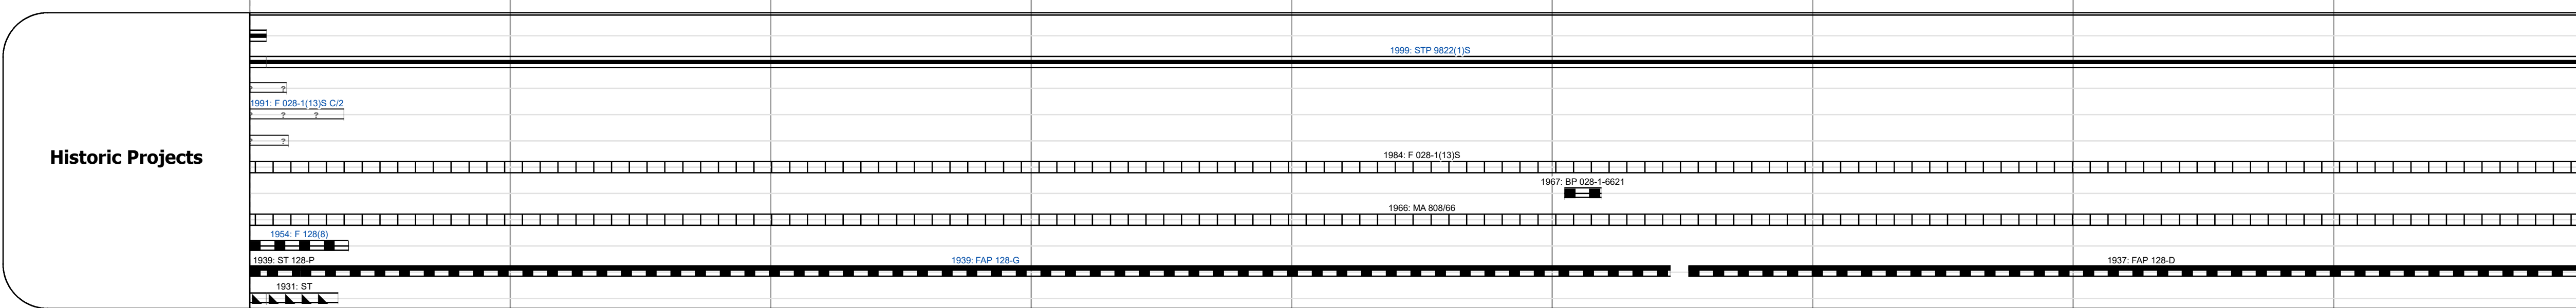 1999: STP 9822(1)S
?
1991: F 028-1(13)S C/2
? ?
?
Historic Projects
1984: F 028-1(13)S
1967: BP 028-1-6621
1966: MA 808/66
1954: F 128(8)
1939: ST 128-P 1939: FAP 128-G 1937: FAP 128-D
1931: ST